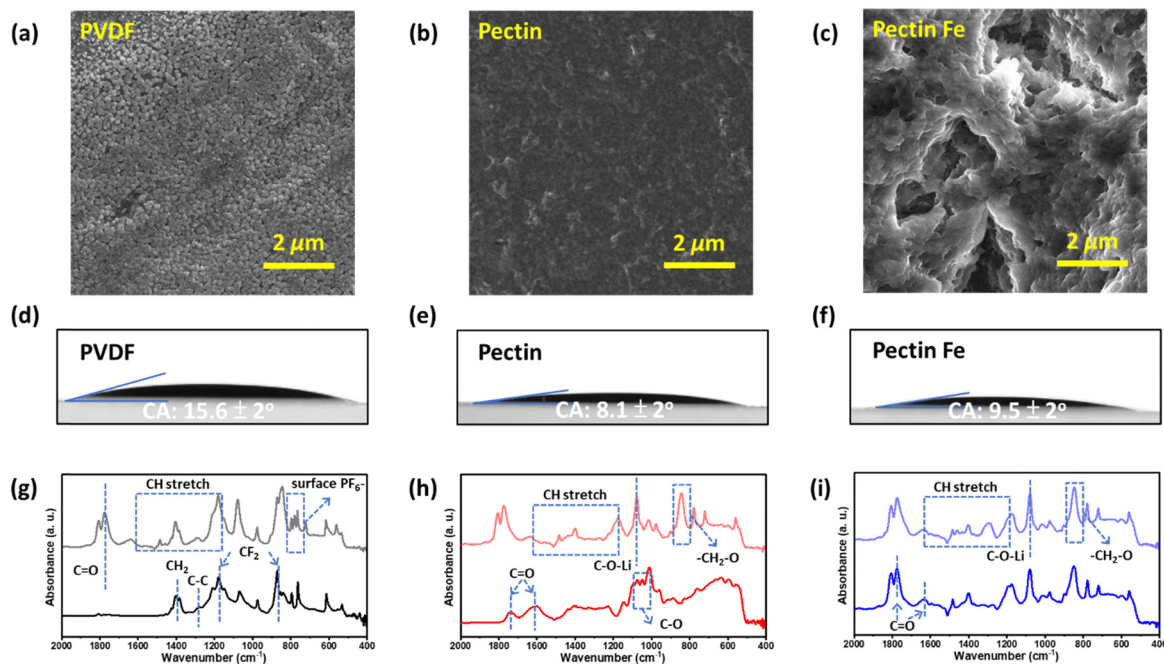 (a)
PVDF
2 μm
(b)
Pectin
2 μm
(c)
Pectin Fe
2 μm
(d)
PVDF
CA: 15.6 ± 2°
(e)
Pectin
CA: 8.1 ± 2°
(f)
Pectin Fe
CA: 9.5 ± 2°
(g)
Absorbance (a. u.)
CH stretch
surface PF₆⁻
C=O
CH₂
C-C
CF₂
2000 1800 1600 1400 1200 1000 800 600 400
Wavenumber (cm⁻¹)
(h)
Absorbance (a. u.)
CH stretch
C-O-Li
-CH₂-O
C=O
C-O
2000 1800 1600 1400 1200 1000 800 600 400
Wavenumber (cm⁻¹)
(i)
Absorbance (a. u.)
CH stretch
C-O-Li
-CH₂-O
C=O
2000 1800 1600 1400 1200 1000 800 600 400
Wavenumber (cm⁻¹)